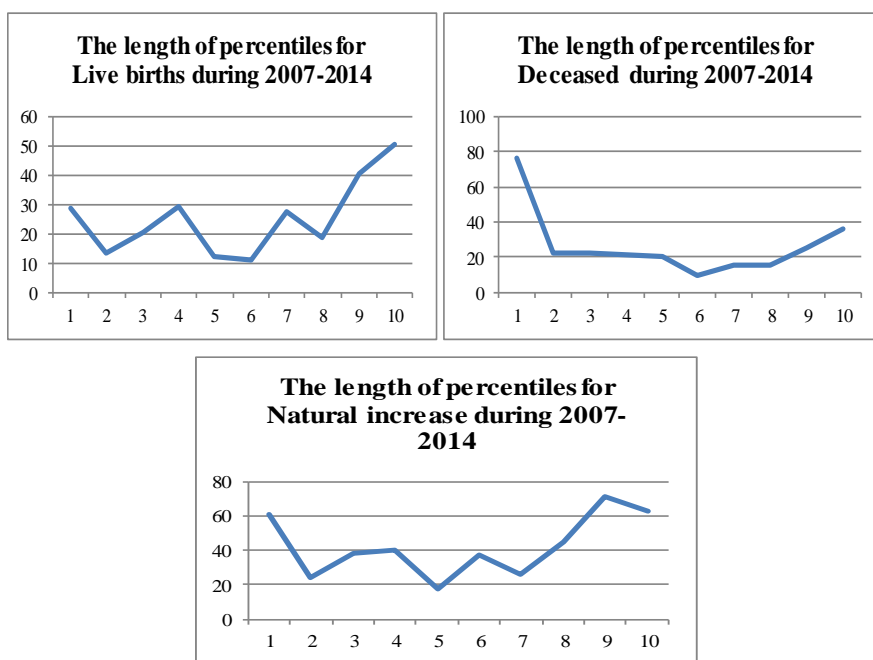 The length of percentiles for
Live births during 2007-2014
60
50
40
30
20
10
0
1 2 3 4 5 6 7 8 9 10
The length of percentiles for
Deceased during 2007-2014
100
80
60
40
20
0
1 2 3 4 5 6 7 8 9 10
The length of percentiles for
Natural increase during 2007-
2014
80
60
40
20
0
1 2 3 4 5 6 7 8 9 10